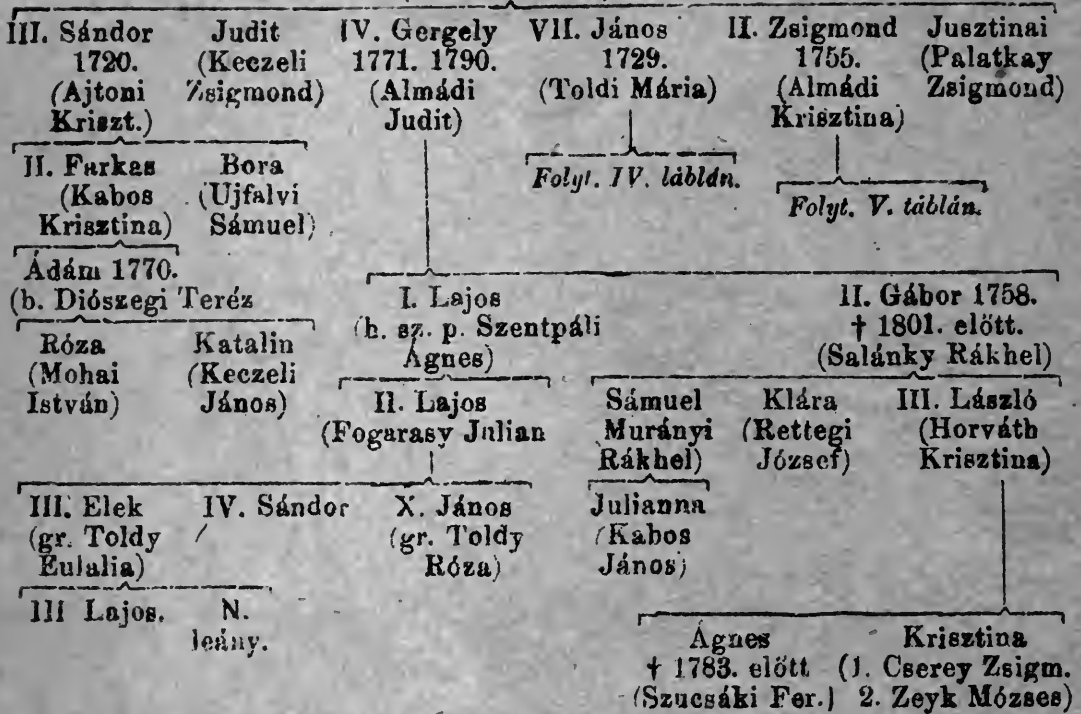 III. Sándor Judit IV. Gergely VII. János II. Zsigmond Jusztinai
1720. (Keczeli 1771. 1790. 1729. 1755. (Palatkay
(Ajtoni Zsigmond) (Almádi (Toldi Mária) (Almádi Zsigmond)
Kriszt.) Judit) Krisztina)
II. Farkas Bora Folyt. IV. táblán.
(Kabos (Ujfalvi Folyt. V. táblán.
Krisztina) Sámuel)
Ádám 1770. I. Lajos II. Gábor 1758.
(b. Diószegi Teréz (h. sz. p. Szentpáli † 1801. előtt.
Ágnes) (Salánky Rákhel)
Róza Katalin
(Mohai (Keczeli
István) János)
II. Lajos Sámuel Klára III. László
(Fogarasy Julian Murányi (Rettegi (Horváth
Rákhel) József) Krisztina)
III. Elek IV. Sándor X. János Julianna
(gr. Toldy (gr. Toldy (Kabos
Eulalia) Róza) János)
III Lajos. N.
leány.
Ágnes Krisztina
† 1783. előtt (1. Cserey Zsigm.
(Szucsáki Fer.) 2. Zeyk Mózses)